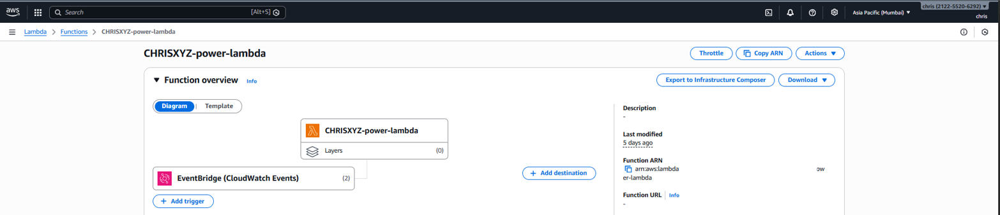 aws
Search [Alt+S]
Asia Pacific (Mumbai) ▼
chris (2122-5520-6292) ▼
chris
Lambda > Functions > CHRISXYZ-power-lambda
CHRISXYZ-power-lambda
Throttle
Copy ARN
Actions ▼
▼ Function overview Info
Export to Infrastructure Composer
Download ▼
Diagram | Template
CHRISXYZ-power-lambda
Layers (0)
EventBridge (CloudWatch Events) (2)
+ Add trigger
+ Add destination
Description
-
Last modified
5 days ago
Function ARN
arn:aws:lambda ow
er-lambda
Function URL | Info
-